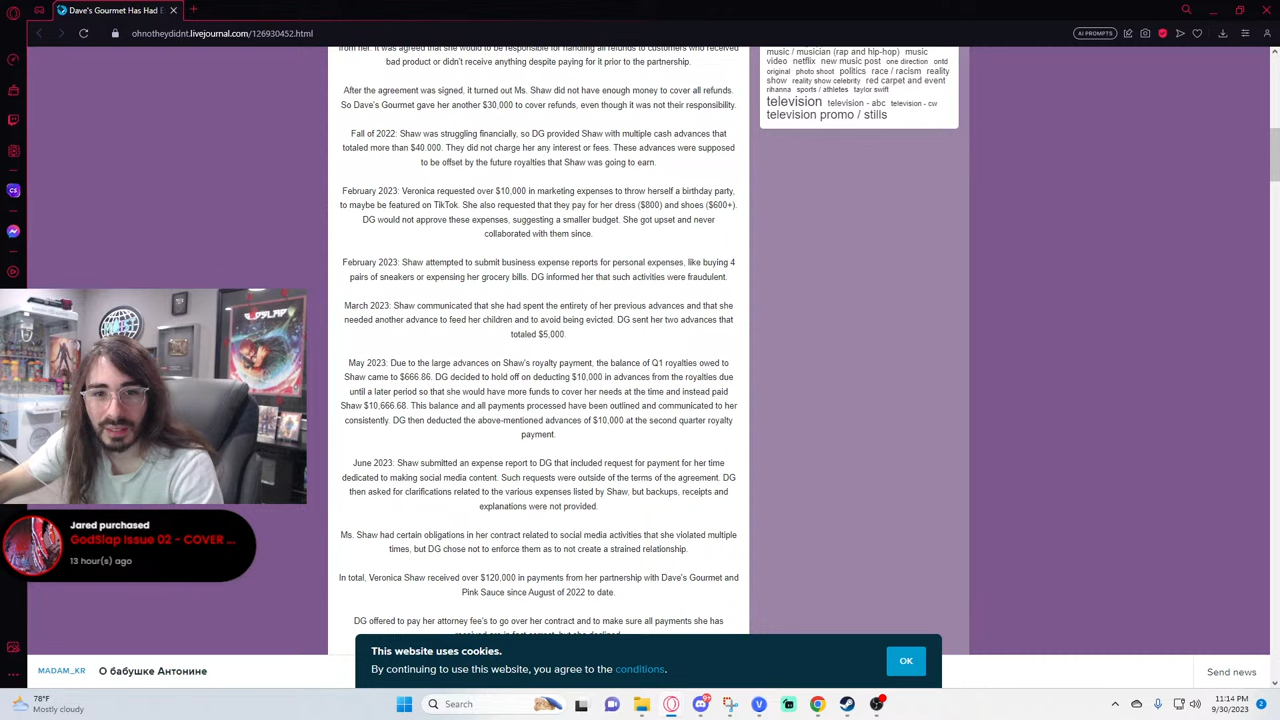 Dave's Gourmet Has Had E
ohnotheydidnt.livejournal.com/126930452.html
AI PROMPTS
from her. It was agreed that she would to be responsible for handling all refunds to customers who received
bad product or didn't receive anything despite paying for it prior to the partnership.
After the agreement was signed, it turned out Ms. Shaw did not have enough money to cover all refunds.
So Dave's Gourmet gave her another $30,000 to cover refunds, even though it was not their responsibility.
Fall of 2022: Shaw was struggling financially, so DG provided Shaw with multiple cash advances that
totaled more than $40.000. They did not charge her any interest or fees. These advances were supposed
to be offset by the future royalties that Shaw was going to earn.
February 2023: Veronica requested over $10,000 in marketing expenses to throw herself a birthday party,
to maybe be featured on TikTok. She also requested that they pay for her dress ($800) and shoes ($600+).
DG would not approve these expenses, suggesting a smaller budget. She got upset and never
collaborated with them since.
February 2023: Shaw attempted to submit business expense reports for personal expenses, like buying 4
pairs of sneakers or expensing her grocery bills. DG informed her that such activities were fraudulent.
March 2023: Shaw communicated that she had spent the entirety of her previous advances and that she
needed another advance to feed her children and to avoid being evicted. DG sent her two advances that
totaled $5,000.
May 2023: Due to the large advances on Shaw's royalty payment, the balance of Q1 royalties owed to
Shaw came to $666.86. DG decided to hold off on deducting $10,000 in advances from the royalties due
until a later period so that she would have more funds to cover her needs at the time and instead paid
Shaw $10,666.68. This balance and all payments processed have been outlined and communicated to her
consistently. DG then deducted the above-mentioned advances of $10,000 at the second quarter royalty
payment.
June 2023: Shaw submitted an expense report to DG that included request for payment for her time
dedicated to making social media content. Such requests were outside of the terms of the agreement. DG
then asked for clarifications related to the various expenses listed by Shaw, but backups, receipts and
explanations were not provided.
Ms. Shaw had certain obligations in her contract related to social media activities that she violated multiple
times, but DG chose not to enforce them as to not create a strained relationship.
In total, Veronica Shaw received over $120,000 in payments from her partnership with Dave's Gourmet and
Pink Sauce since August of 2022 to date.
DG offered to pay her attorney fee's to go over her contract and to make sure all payments she has
received are in fact correct, but she declined.
music / musician (rap and hip-hop) music
video netflix new music post one direction ontd
original photo shoot politics race / racism reality
show reality show celebrity red carpet and event
rihanna sports / athletes taylor swift
television television - abc television - cw
television promo / stills
GODSLAP
Jared purchased
GodSlap Issue 02 - COVER ...
13 hour(s) ago
This website uses cookies.
By continuing to use this website, you agree to the conditions.
OK
MADAM_KR О бабушке Антонине
Send news
78°F
Mostly cloudy
Search
9+
11:14 PM
9/30/2023
2